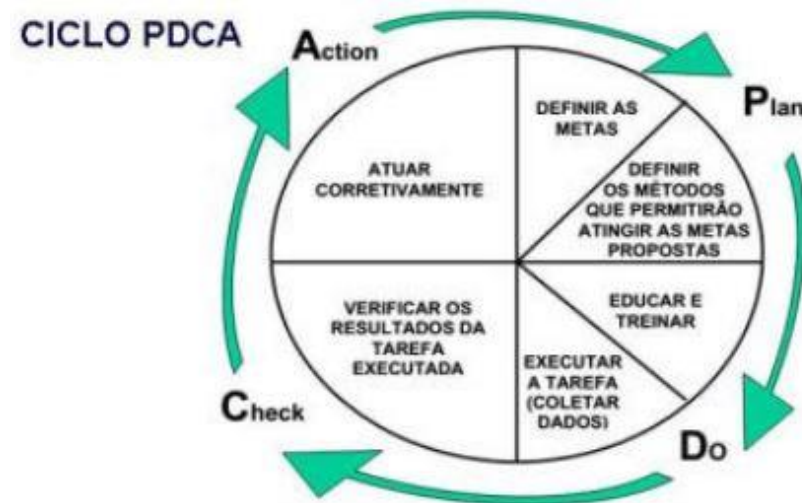 CICLO PDCA
Action
Plan
DEFINIR AS
METAS
DEFINIR
OS MÉTODOS
QUE PERMITIRÃO
ATINGIR AS METAS
PROPOSTAS
ATUAR
CORRETIVAMENTE
EDUCAR E
TREINAR
VERIFICAR OS
RESULTADOS DA
TAREFA
EXECUTADA
EXECUTAR
A TAREFA
(COLETAR
DADOS)
Check
Do